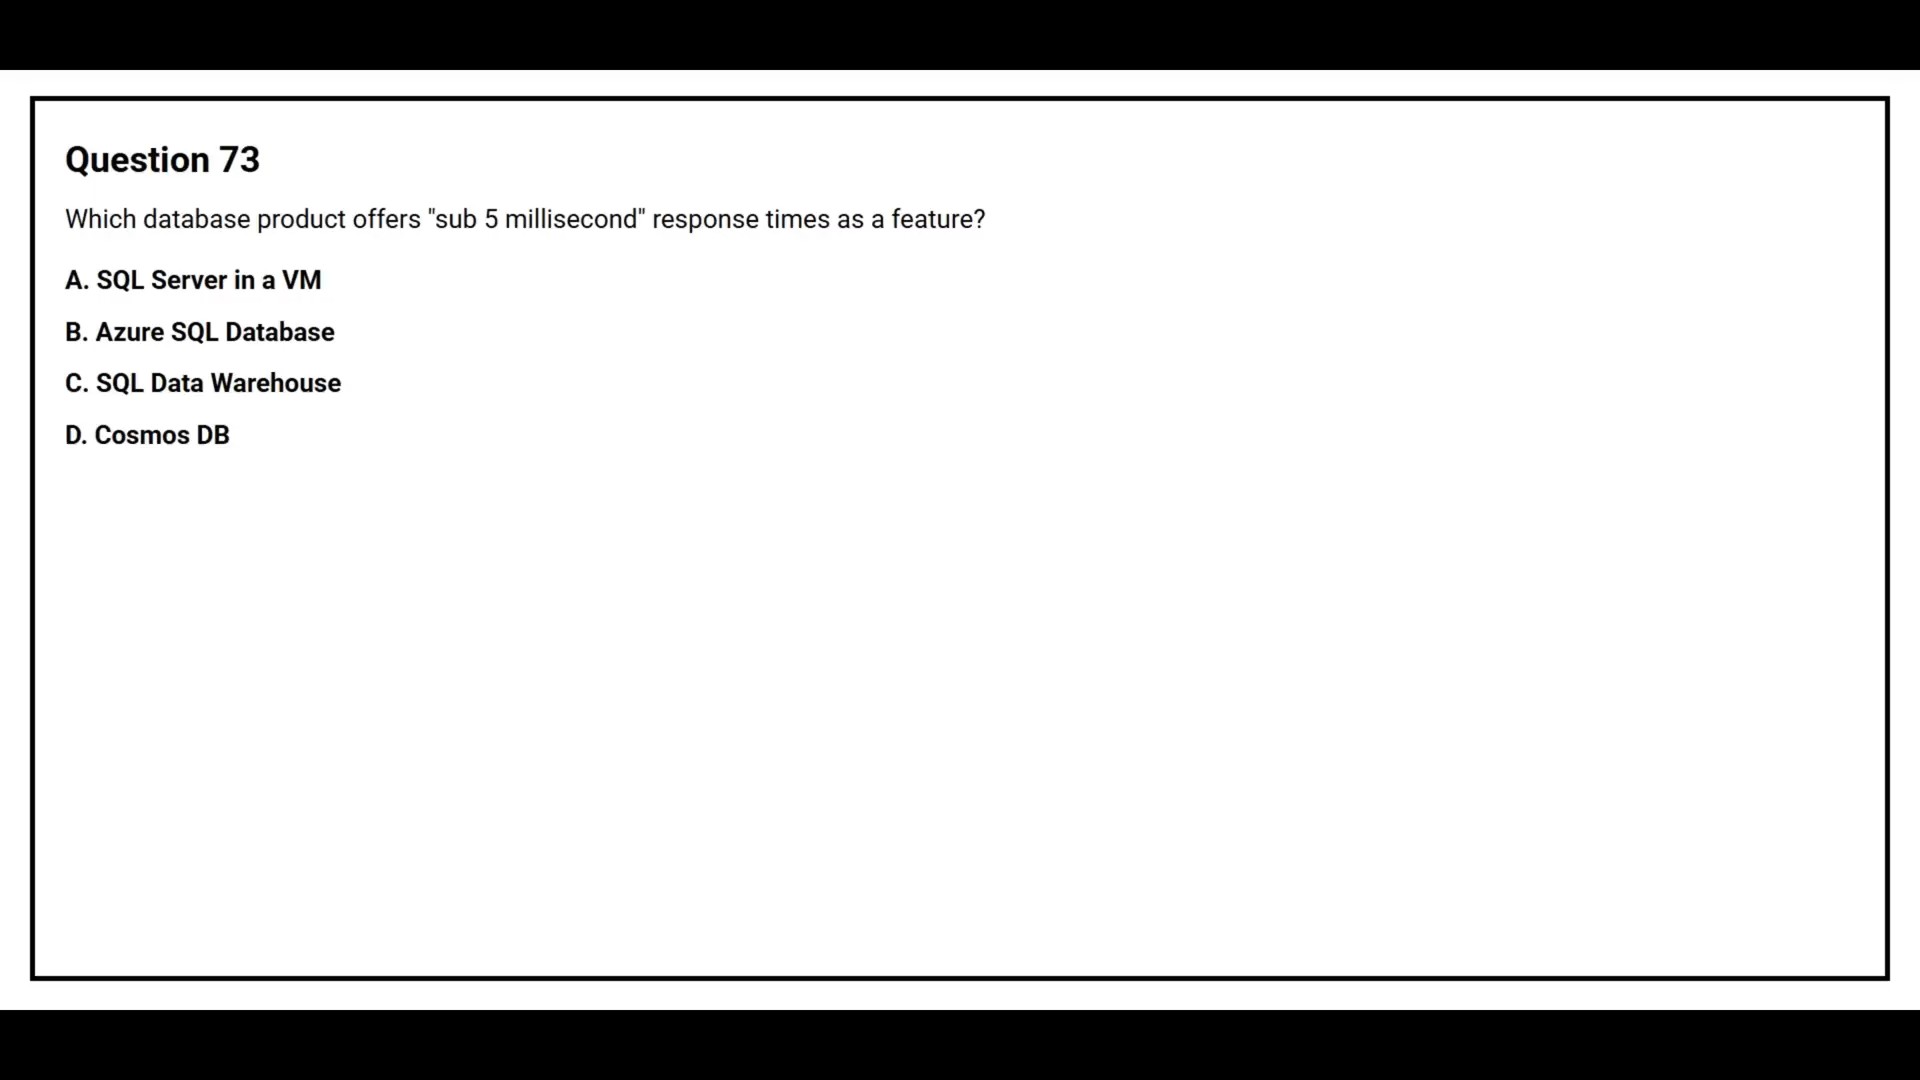 Question 73
Which database product offers "sub 5 millisecond" response times as a feature?
A. SQL Server in a VM
B. Azure SQL Database
C. SQL Data Warehouse
D. Cosmos DB